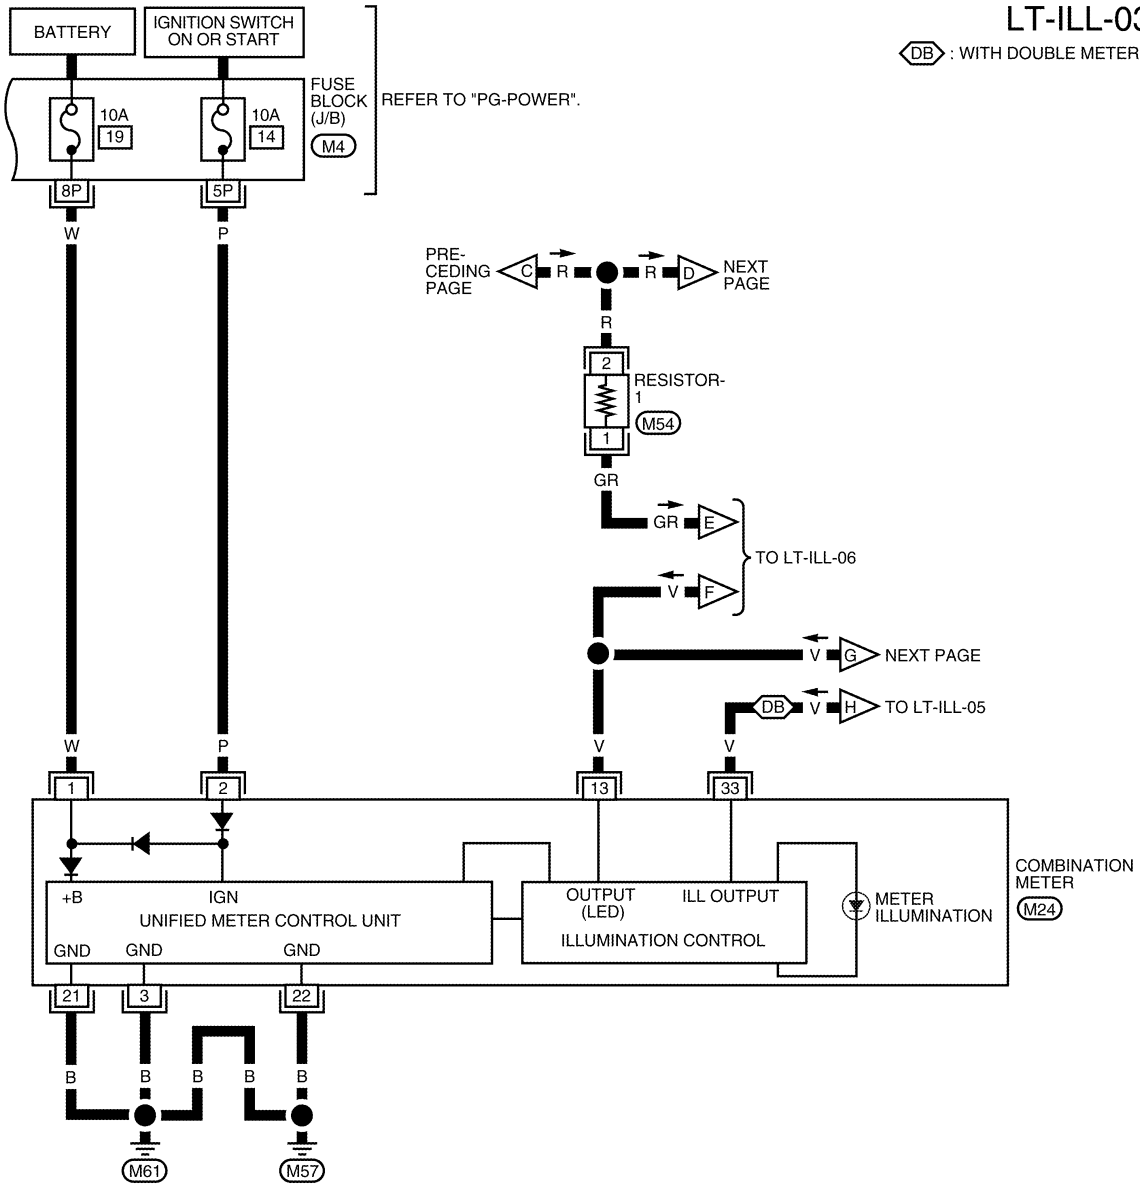 LT-ILL-03
DB : WITH DOUBLE METER
BATTERY
IGNITION SWITCH
ON OR START
FUSE
BLOCK
(J/B)
M4
REFER TO "PG-POWER".
10A
19
10A
14
8P
5P
W
P
PRE-
CEDING
PAGE
C
R
R
D
NEXT
PAGE
R
2
RESISTOR-
1
M54
1
GR
GR
E
TO LT-ILL-06
V
F
V
G
NEXT PAGE
DB
V
H
TO LT-ILL-05
W
P
V
V
1
2
13
33
+B
IGN
UNIFIED METER CONTROL UNIT
GND
GND
GND
OUTPUT
(LED)
ILL OUTPUT
ILLUMINATION CONTROL
METER
ILLUMINATION
COMBINATION
METER
M24
21
3
22
B
B
B
B
B
M61
M57